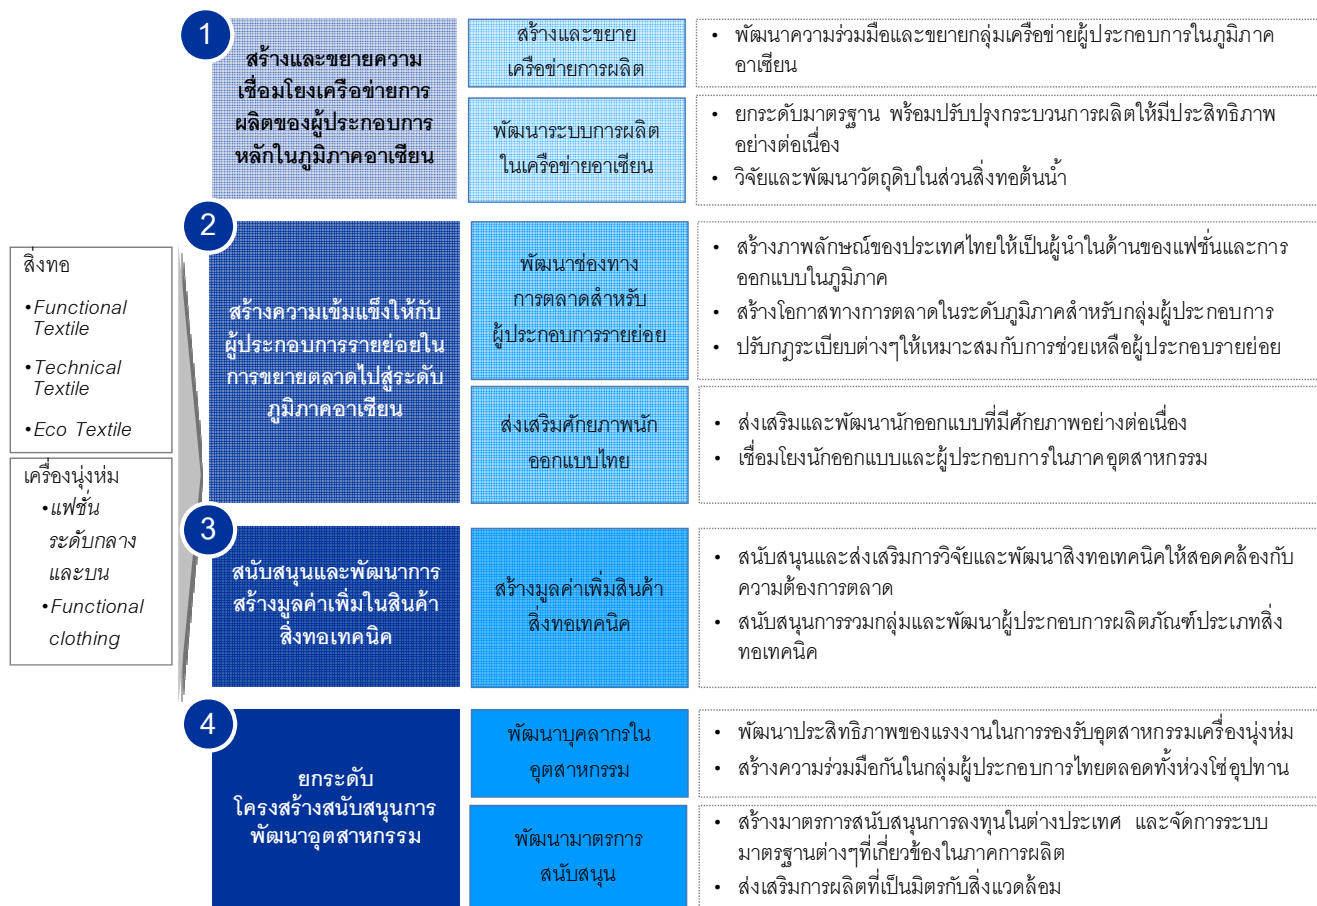 สิ่งทอ
•Functional
Textile
•Technical
Textile
•Eco Textile
เครื่องนุ่งห่ม
•แฟชั่น
ระดับกลาง
และบน
•Functional
clothing
1
สร้างและขยายความ
เชื่อมโยงเครือข่ายการ
ผลิตของผู้ประกอบการ
หลักในภูมิภาคอาเซียน
สร้างและขยาย
เครือข่ายการผลิต
• พัฒนาความร่วมมือและขยายกลุ่มเครือข่ายผู้ประกอบการในภูมิภาค
อาเซียน
พัฒนาระบบการผลิต
ในเครือข่ายอาเซียน
• ยกระดับมาตรฐาน พร้อมปรับปรุงกระบวนการผลิตให้มีประสิทธิภาพ
อย่างต่อเนื่อง
• วิจัยและพัฒนาวัตถุดิบในส่วนสิ่งทอต้นน้ำ
2
สร้างความเข้มแข็งให้กับ
ผู้ประกอบการรายย่อยใน
การขยายตลาดไปสู่ระดับ
ภูมิภาคอาเซียน
พัฒนาช่องทาง
การตลาดสำหรับ
ผู้ประกอบการรายย่อย
• สร้างภาพลักษณ์ของประเทศไทยให้เป็นผู้นำในด้านของแฟชั่นและการ
ออกแบบในภูมิภาค
• สร้างโอกาสทางการตลาดในระดับภูมิภาคสำหรับกลุ่มผู้ประกอบการ
• ปรับกฎระเบียบต่างๆให้เหมาะสมกับการช่วยเหลือผู้ประกอบรายย่อย
ส่งเสริมศักยภาพนัก
ออกแบบไทย
• ส่งเสริมและพัฒนานักออกแบบที่มีศักยภาพอย่างต่อเนื่อง
• เชื่อมโยงนักออกแบบและผู้ประกอบการในภาคอุตสาหกรรม
3
สนับสนุนและพัฒนาการ
สร้างมูลค่าเพิ่มในสินค้า
สิ่งทอเทคนิค
สร้างมูลค่าเพิ่มสินค้า
สิ่งทอเทคนิค
• สนับสนุนและส่งเสริมการวิจัยและพัฒนาสิ่งทอเทคนิคให้สอดคล้องกับ
ความต้องการตลาด
• สนับสนุนการรวมกลุ่มและพัฒนาผู้ประกอบการผลิตภัณฑ์ประเภทสิ่ง
ทอเทคนิค
4
ยกระดับ
โครงสร้างสนับสนุนการ
พัฒนาอุตสาหกรรม
พัฒนาบุคลากรใน
อุตสาหกรรม
• พัฒนาประสิทธิภาพของแรงงานในการรองรับอุตสาหกรรมเครื่องนุ่งห่ม
• สร้างความร่วมมือกันในกลุ่มผู้ประกอบการไทยตลอดทั้งห่วงโซ่อุปทาน
พัฒนามาตรการ
สนับสนุน
• สร้างมาตรการสนับสนุนการลงทุนในต่างประเทศ และจัดการระบบ
มาตรฐานต่างๆที่เกี่ยวข้องในภาคการผลิต
• ส่งเสริมการผลิตที่เป็นมิตรกับสิ่งแวดล้อม